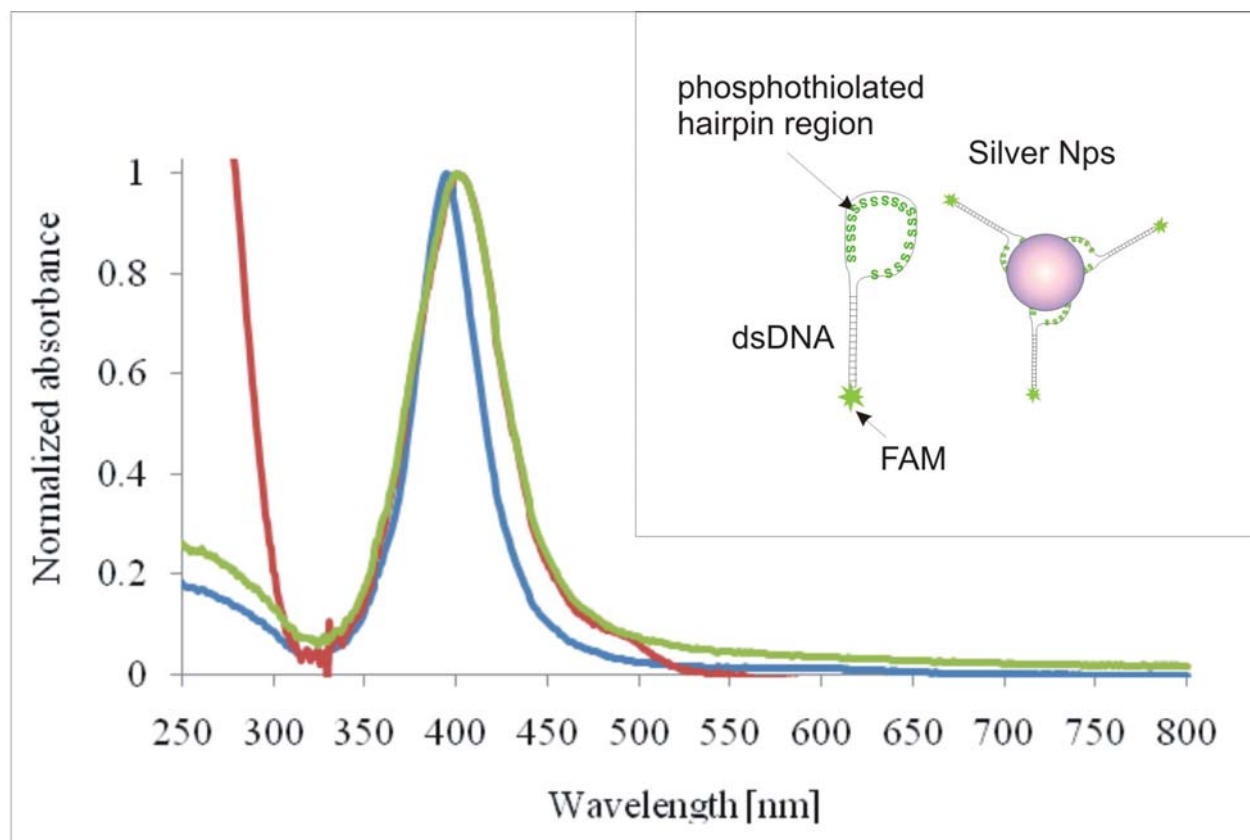 phosphothiolated
hairpin region
Silver Nps
SSSSSSSSSSSSSSSSSSSSSS
dsDNA
FAM
Normalized absorbance
1
0.8
0.6
0.4
0.2
0
250 300 350 400 450 500 550 600 650 700 750 800
Wavelength [nm]